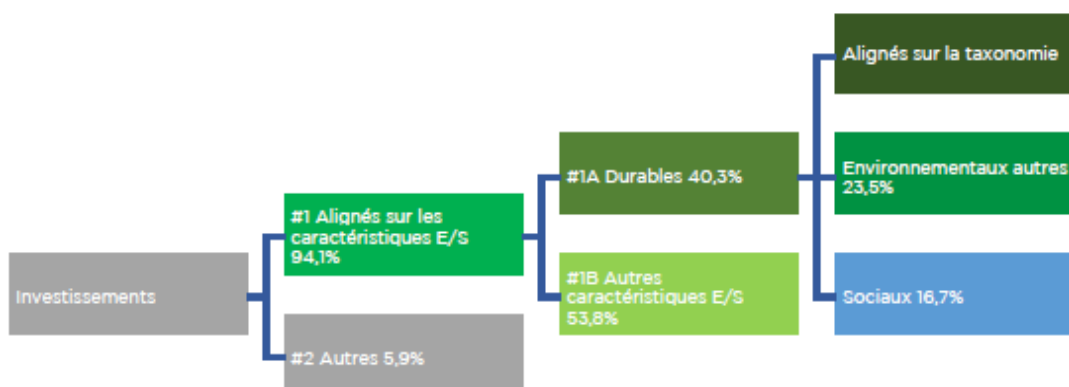 Investissements
#1 Alignés sur les
caractéristiques E/S
94,1%
#2 Autres 5,9%
#1A Durables 40,3%
#1B Autres
caractéristiques E/S
53,8%
Alignés sur la taxonomie
Environnementaux autres
23,5%
Sociaux 16,7%